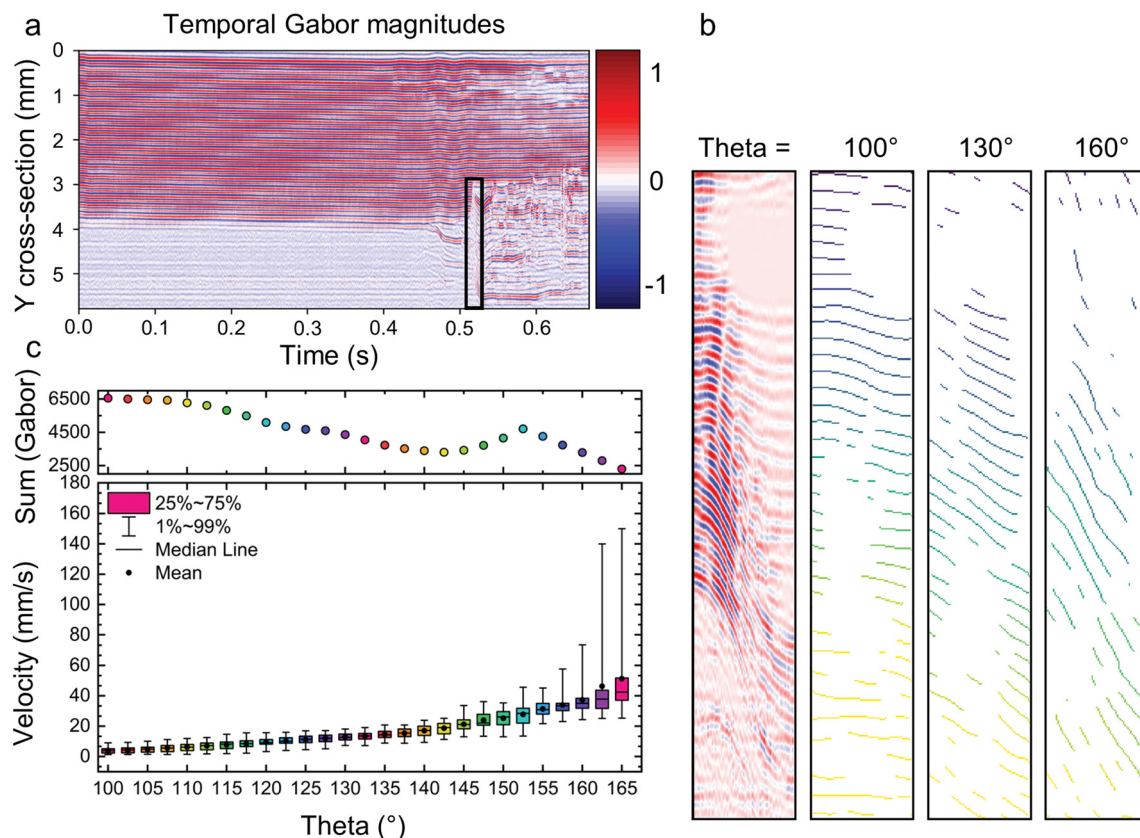 a
Temporal Gabor magnitudes
b
Y cross-section (mm)
0
1
2
3
4
5
0.0 0.1 0.2 0.3 0.4 0.5 0.6
Time (s)
1
0
-1
Theta = 100° 130° 160°
c
Sum (Gabor)
6500
4500
2500
Velocity (mm/s)
180
160
140
120
100
80
60
40
20
0
25%~75%
1%~99%
Median Line
Mean
100 105 110 115 120 125 130 135 140 145 150 155 160 165
Theta (°)